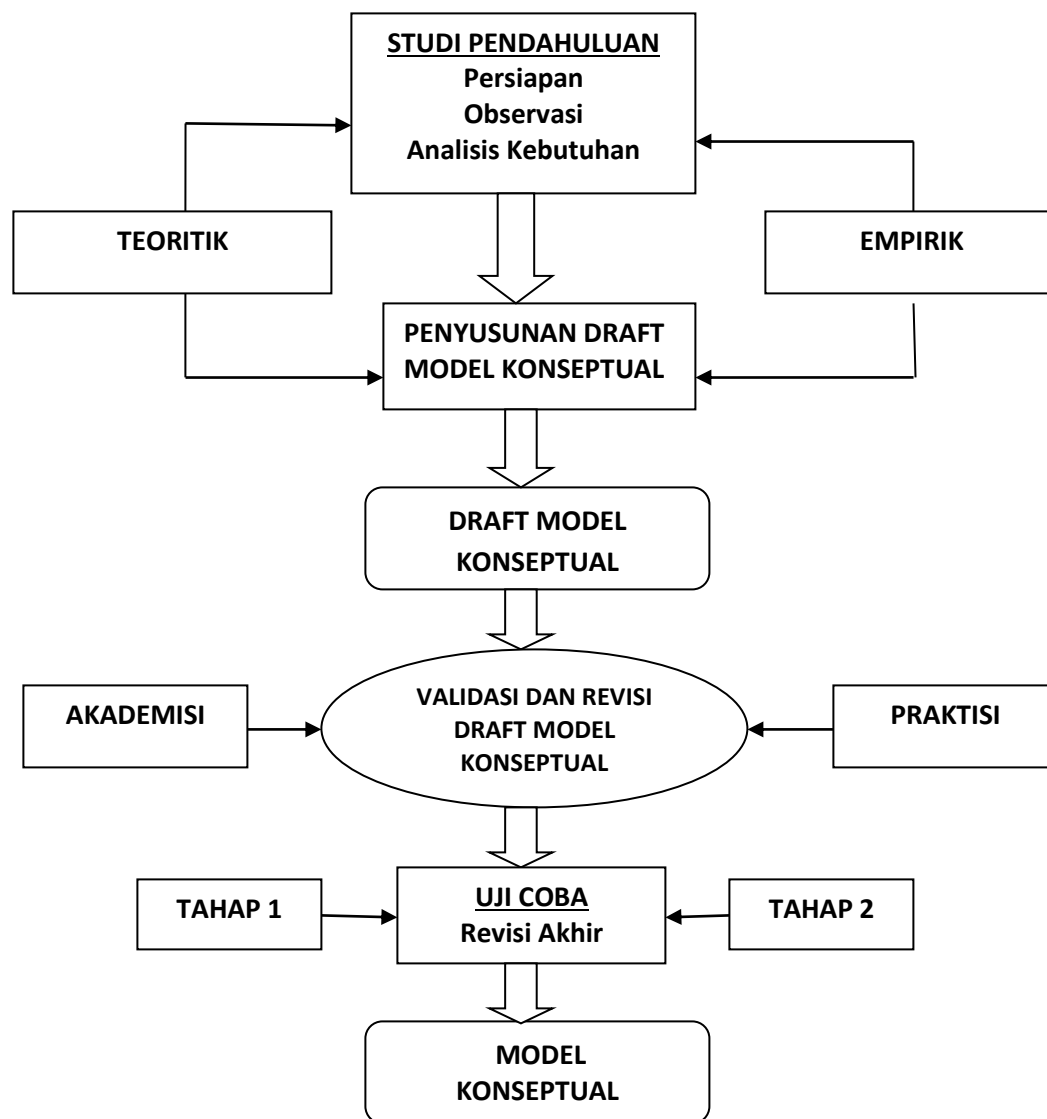 STUDI PENDAHULUAN
Persiapan
Observasi
Analisis Kebutuhan
TEORITIK
EMPIRIK
PENYUSUNAN DRAFT
MODEL KONSEPTUAL
DRAFT MODEL
KONSEPTUAL
AKADEMISI
VALIDASI DAN REVISI
DRAFT MODEL
KONSEPTUAL
PRAKTISI
TAHAP 1
UJI COBA
Revisi Akhir
TAHAP 2
MODEL
KONSEPTUAL